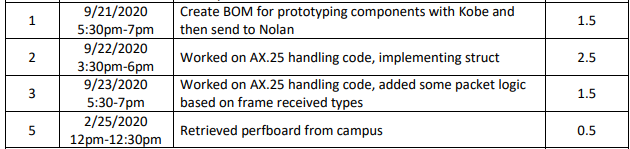 1
9/21/2020
5:30pm-7pm
Create BOM for prototyping components with Kobe and
then send to Nolan
1.5
2
9/22/2020
3:30pm-6pm
Worked on AX.25 handling code, implementing struct
2.5
3
9/23/2020
5:30-7pm
Worked on AX.25 handling code, added some packet logic
based on frame received types
1.5
5
2/25/2020
12pm-12:30pm
Retrieved perfboard from campus
0.5